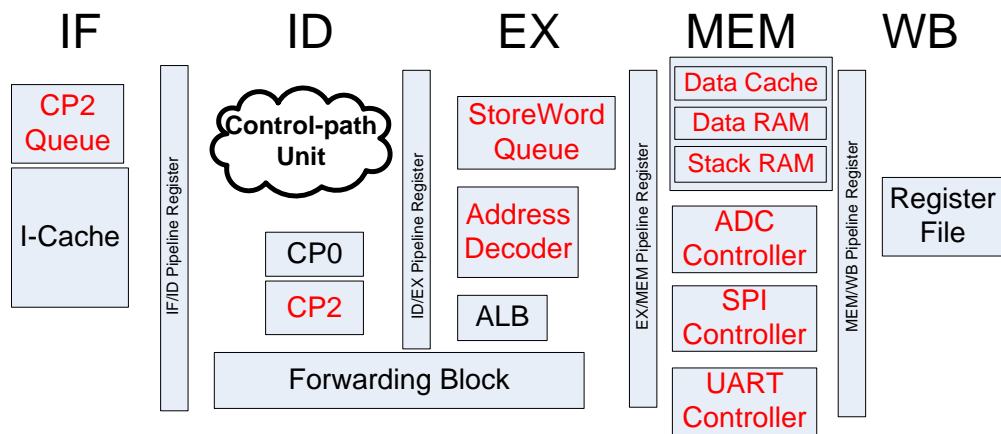 IF
ID
EX
MEM
WB
CP2
Queue
I-Cache
IF/ID Pipeline Register
Control-path
Unit
CP0
CP2
ID/EX Pipeline Register
StoreWord
Queue
Address
Decoder
ALB
Forwarding Block
EX/MEM Pipeline Register
Data Cache
Data RAM
Stack RAM
ADC
Controller
SPI
Controller
UART
Controller
MEM/WB Pipeline Register
Register
File